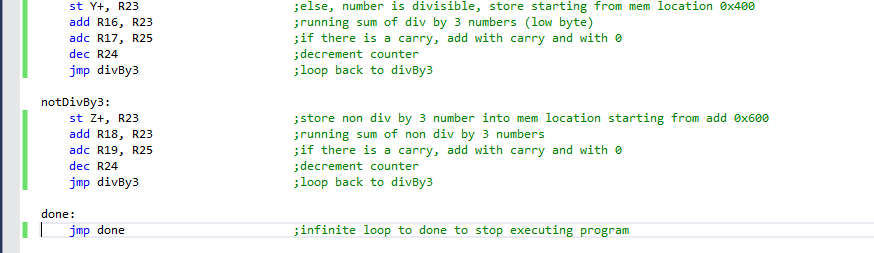 st Y+, R23 ;else, number is divisible, store starting from mem location 0x400
add R16, R23 ;running sum of div by 3 numbers (low byte)
adc R17, R25 ;if there is a carry, add with carry and with 0
dec R24 ;decrement counter
jmp divBy3 ;loop back to divBy3
notDivBy3:
st Z+, R23 ;store non div by 3 number into mem location starting from add 0x600
add R18, R23 ;running sum of non div by 3 numbers
adc R19, R25 ;if there is a carry, add with carry and with 0
dec R24 ;decrement counter
jmp divBy3 ;loop back to divBy3
done:
jmp done ;infinite loop to done to stop executing program